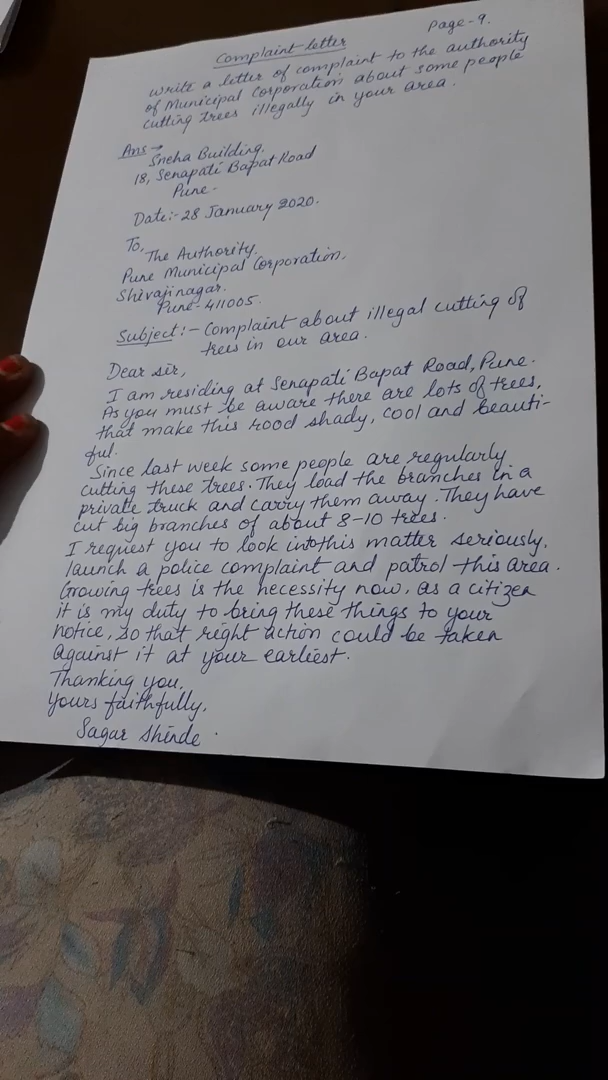 Page-9.
Complaint letter
Write a letter of complaint to the authority
of Municipal Corporation about some people
cutting trees illegally in your area.
Ans →
Sneha Building,
18, Senapati Bapat Road
Pune-
Date:- 28 January 2020.
To,
The Authority,
Pune Municipal Corporation,
Shivajinagar.
Pune-411005.
Subject:- Complaint about illegal cutting of
trees in our area.
Dear sir,
I am residing at Senapati Bapat Road, Pune.
As you must be aware there are lots of trees,
that make this rood shady, cool and beauti-
ful.
Since last week some people are regularly
cutting these trees. They load the branches in a
private truck and carry them away. They have
cut big branches of about 8-10 trees.
I request you to look into this matter seriously,
launch a police complaint and patrol this area.
Growing trees is the necessity now, as a citizen
it is my duty to bring these things to your
notice, so that right action could be taken
against it at your earliest.
Thanking you,
Yours faithfully,
Sagar Shinde.